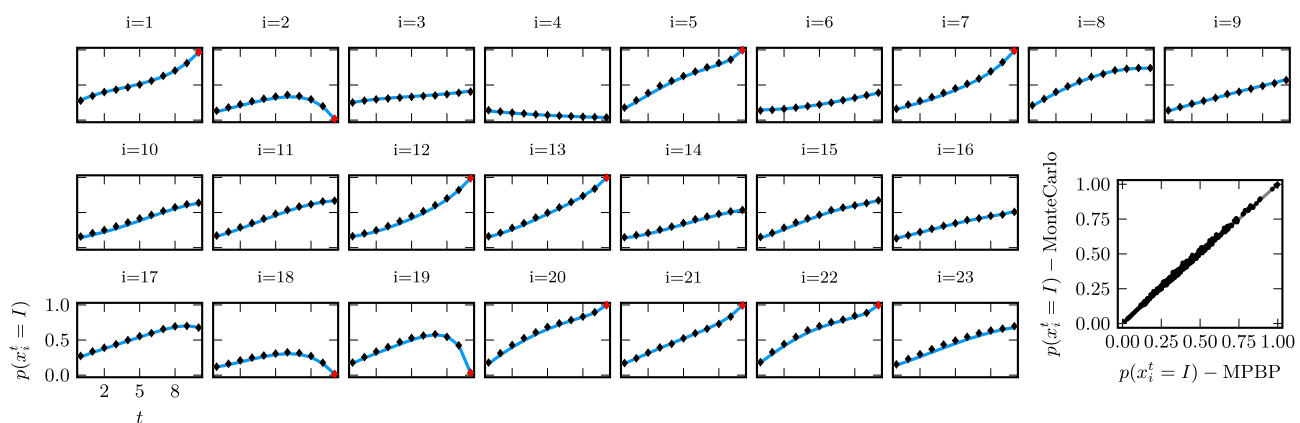 i=1 i=2 i=3 i=4 i=5 i=6 i=7 i=8 i=9
i=10 i=11 i=12 i=13 i=14 i=15 i=16
i=17 i=18 i=19 i=20 i=21 i=22 i=23
p(x_i^t = I)
1.0
0.5
0.0
2 5 8
t
p(x_i^t = I) − MonteCarlo
1.00
0.75
0.50
0.25
0.00
0.00 0.25 0.50 0.75 1.00
p(x_i^t = I) − MPBP